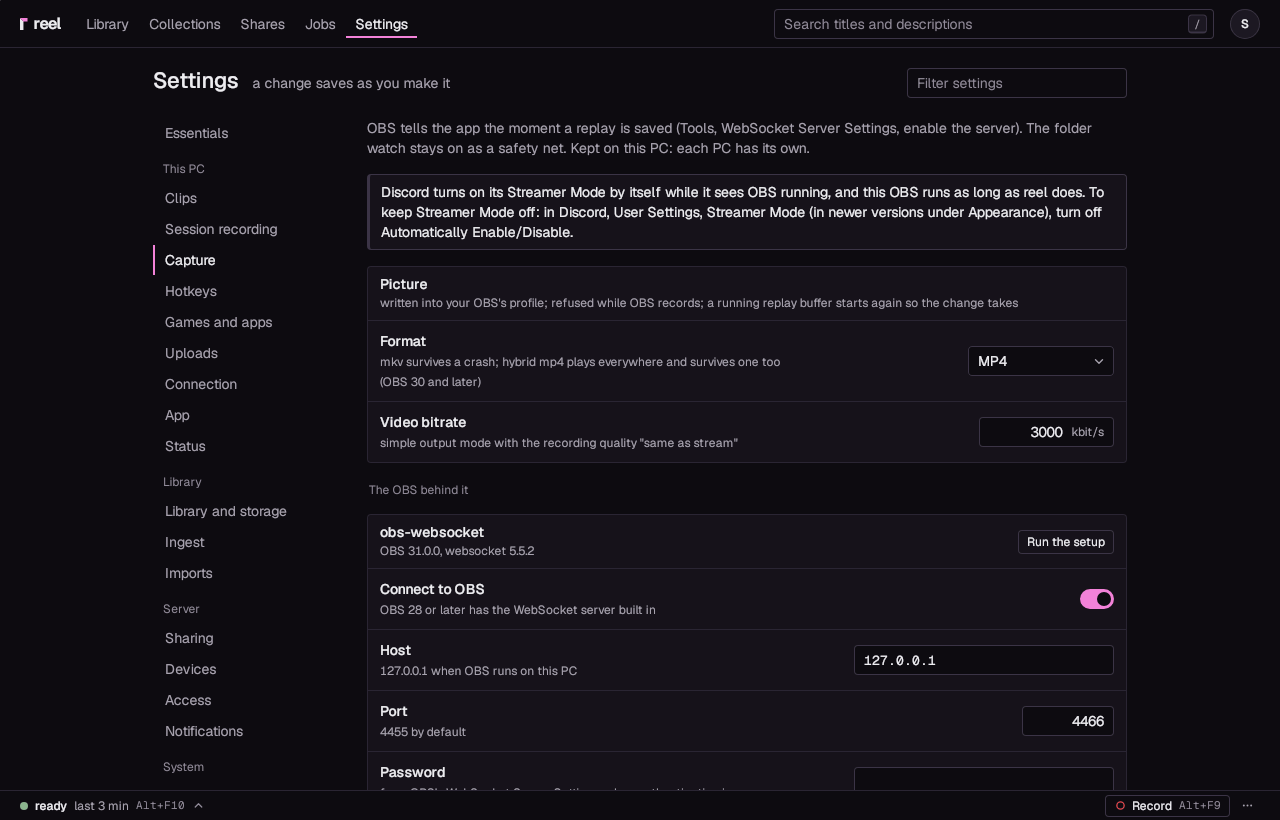 reel
Library Collections Shares Jobs Settings
Search titles and descriptions /
S
Settings a change saves as you make it
Filter settings
Essentials
This PC
Clips
Session recording
Capture
Hotkeys
Games and apps
Uploads
Connection
App
Status
Library
Library and storage
Ingest
Imports
Server
Sharing
Devices
Access
Notifications
System
OBS tells the app the moment a replay is saved (Tools, WebSocket Server Settings, enable the server). The folder
watch stays on as a safety net. Kept on this PC: each PC has its own.
Discord turns on its Streamer Mode by itself while it sees OBS running, and this OBS runs as long as reel does. To
keep Streamer Mode off: in Discord, User Settings, Streamer Mode (in newer versions under Appearance), turn off
Automatically Enable/Disable.
Picture
written into your OBS's profile; refused while OBS records; a running replay buffer starts again so the change takes
Format
mkv survives a crash; hybrid mp4 plays everywhere and survives one too
(OBS 30 and later)
MP4
Video bitrate
simple output mode with the recording quality "same as stream"
3000 kbit/s
The OBS behind it
obs-websocket
OBS 31.0.0, websocket 5.5.2
Run the setup
Connect to OBS
OBS 28 or later has the WebSocket server built in
Host
127.0.0.1 when OBS runs on this PC
127.0.0.1
Port
4455 by default
4466
Password
ready last 3 min Alt+F10
Record Alt+F9